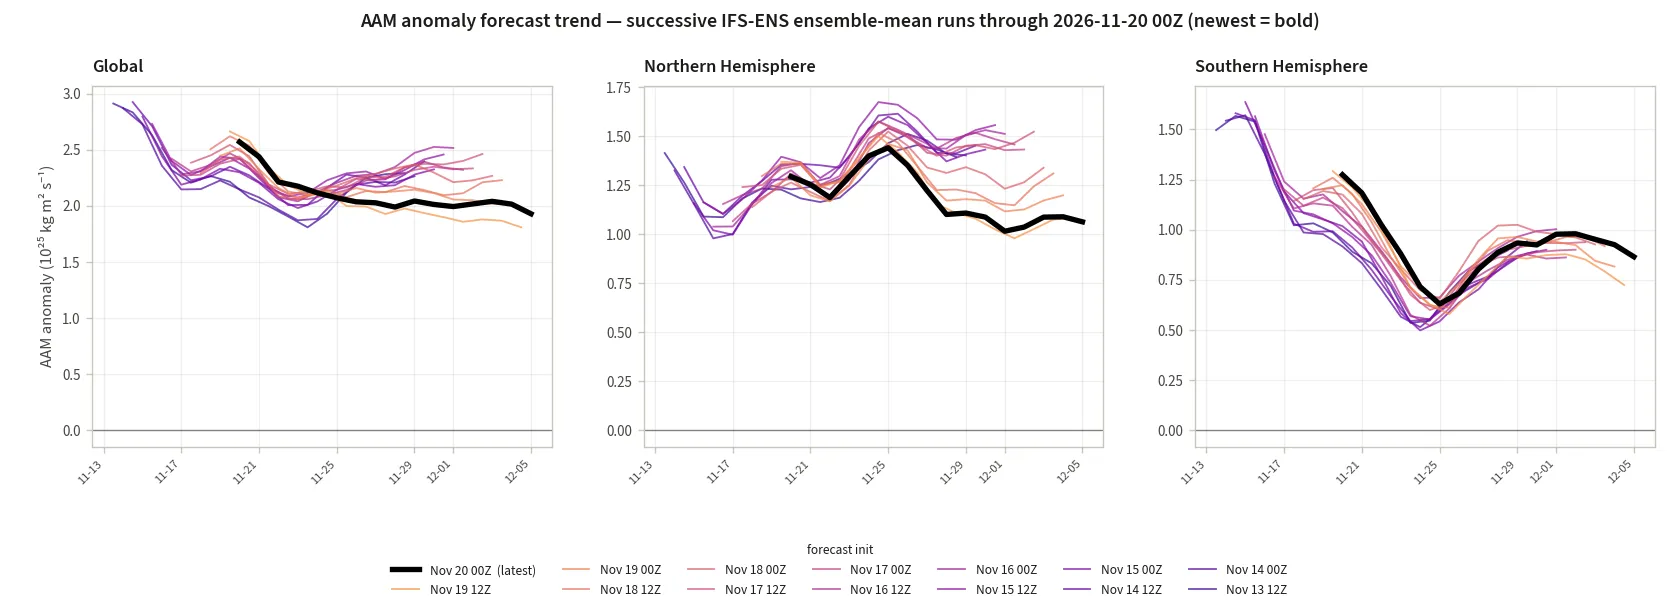 AAM anomaly forecast trend — successive IFS-ENS ensemble-mean runs through 2026-11-20 00Z (newest = bold)
Global
Northern Hemisphere
Southern Hemisphere
AAM anomaly (10²⁵ kg m² s⁻¹)
3.0
2.5
2.0
1.5
1.0
0.5
0.0
11-13
11-17
11-21
11-25
11-29
12-01
12-05
1.75
1.50
1.25
1.00
0.75
0.50
0.25
0.00
11-13
11-17
11-21
11-25
11-29
12-01
12-05
1.50
1.25
1.00
0.75
0.50
0.25
0.00
11-13
11-17
11-21
11-25
11-29
12-01
12-05
forecast init
Nov 20 00Z (latest)
Nov 19 12Z
Nov 19 00Z
Nov 18 12Z
Nov 18 00Z
Nov 17 12Z
Nov 17 00Z
Nov 16 12Z
Nov 16 00Z
Nov 15 12Z
Nov 15 00Z
Nov 14 12Z
Nov 14 00Z
Nov 13 12Z